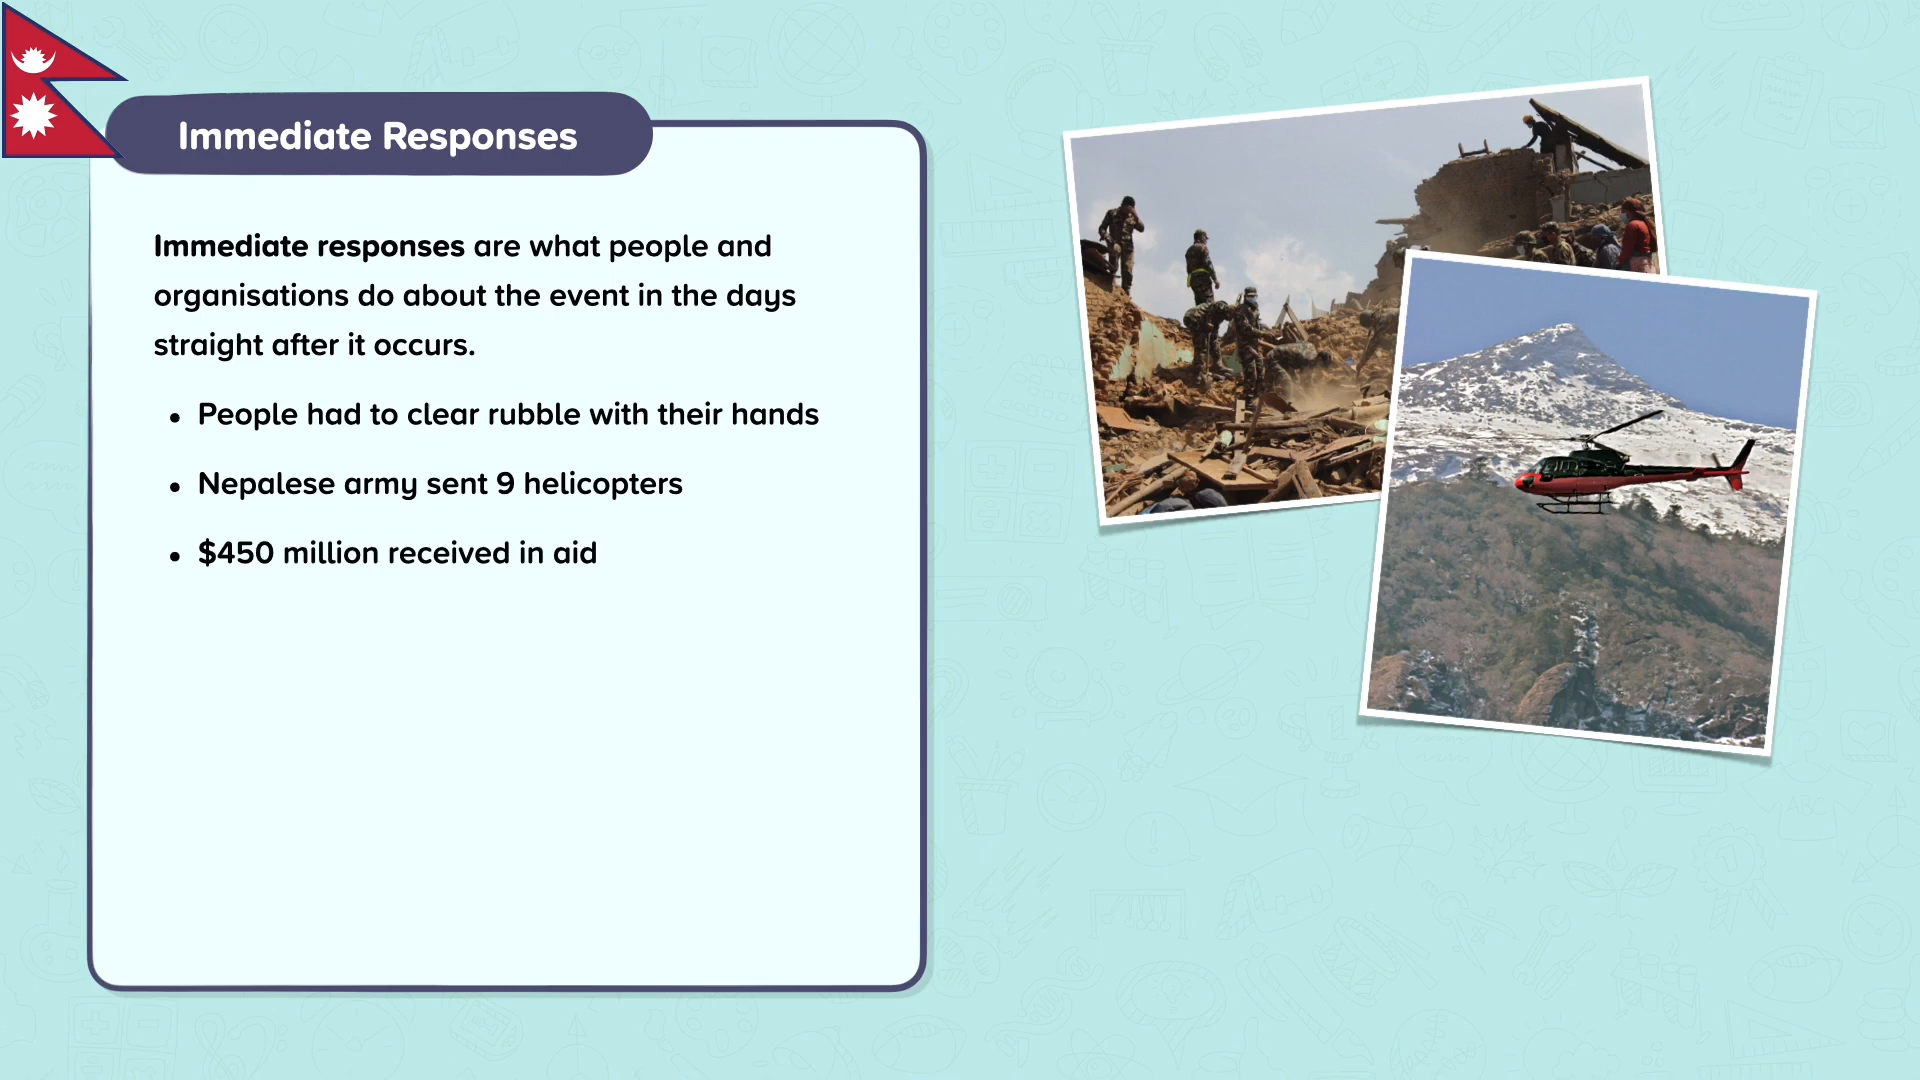 Immediate Responses
Immediate responses are what people and
organisations do about the event in the days
straight after it occurs.
• People had to clear rubble with their hands
• Nepalese army sent 9 helicopters
• $450 million received in aid